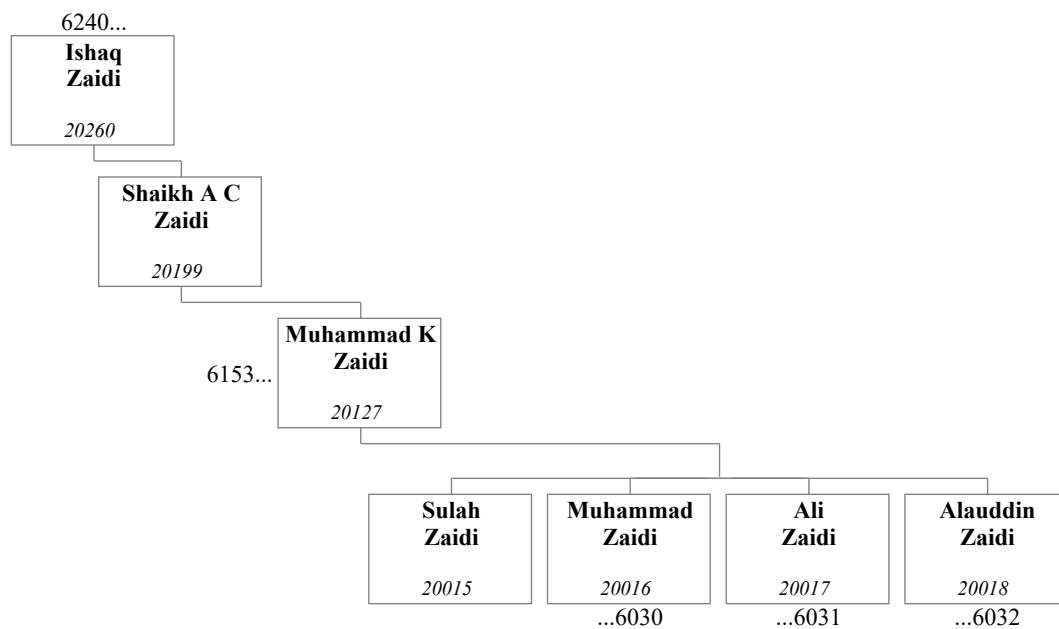 6240...
Ishaq
Zaidi
20260
Shaikh A C
Zaidi
20199
Muhammad K
Zaidi
6153...
20127
Sulah
Zaidi
20015
Muhammad
Zaidi
20016
...6030
Ali
Zaidi
20017
...6031
Alauddin
Zaidi
20018
...6032